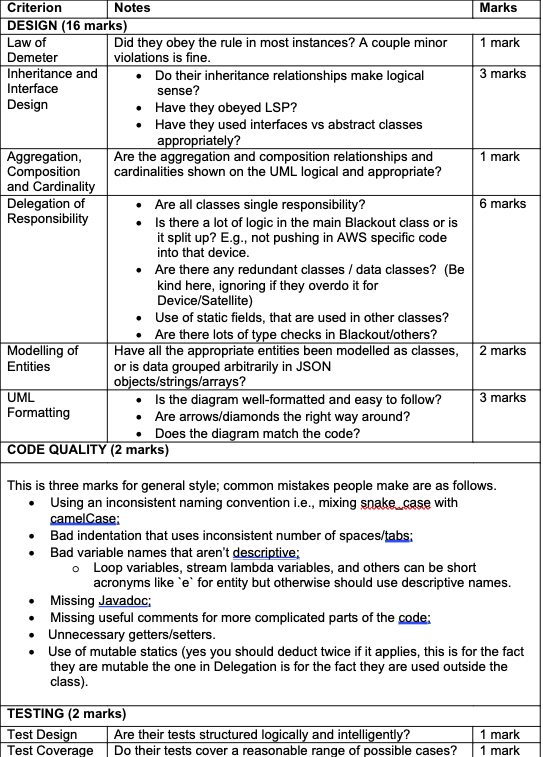 Criterion Notes Marks
DESIGN (16 marks)
Law of Demeter Did they obey the rule in most instances? A couple minor violations is fine. 1 mark
Inheritance and Interface Design
• Do their inheritance relationships make logical sense?
• Have they obeyed LSP?
• Have they used interfaces vs abstract classes appropriately?
3 marks
Aggregation, Composition and Cardinality
Are the aggregation and composition relationships and cardinalities shown on the UML logical and appropriate?
1 mark
Delegation of Responsibility
• Are all classes single responsibility?
• Is there a lot of logic in the main Blackout class or is it split up? E.g., not pushing in AWS specific code into that device.
• Are there any redundant classes / data classes? (Be kind here, ignoring if they overdo it for Device/Satellite)
• Use of static fields, that are used in other classes?
• Are there lots of type checks in Blackout/others?
6 marks
Modelling of Entities
Have all the appropriate entities been modelled as classes, or is data grouped arbitrarily in JSON objects/strings/arrays?
2 marks
UML Formatting
• Is the diagram well-formatted and easy to follow?
• Are arrows/diamonds the right way around?
• Does the diagram match the code?
3 marks
CODE QUALITY (2 marks)
This is three marks for general style; common mistakes people make are as follows.
• Using an inconsistent naming convention i.e., mixing snake_case with camelCase;
• Bad indentation that uses inconsistent number of spaces/tabs;
• Bad variable names that aren't descriptive;
o Loop variables, stream lambda variables, and others can be short acronyms like `e` for entity but otherwise should use descriptive names.
• Missing Javadoc;
• Missing useful comments for more complicated parts of the code;
• Unnecessary getters/setters.
• Use of mutable statics (yes you should deduct twice if it applies, this is for the fact they are mutable the one in Delegation is for the fact they are used outside the class).
TESTING (2 marks)
Test Design Are their tests structured logically and intelligently? 1 mark
Test Coverage Do their tests cover a reasonable range of possible cases? 1 mark